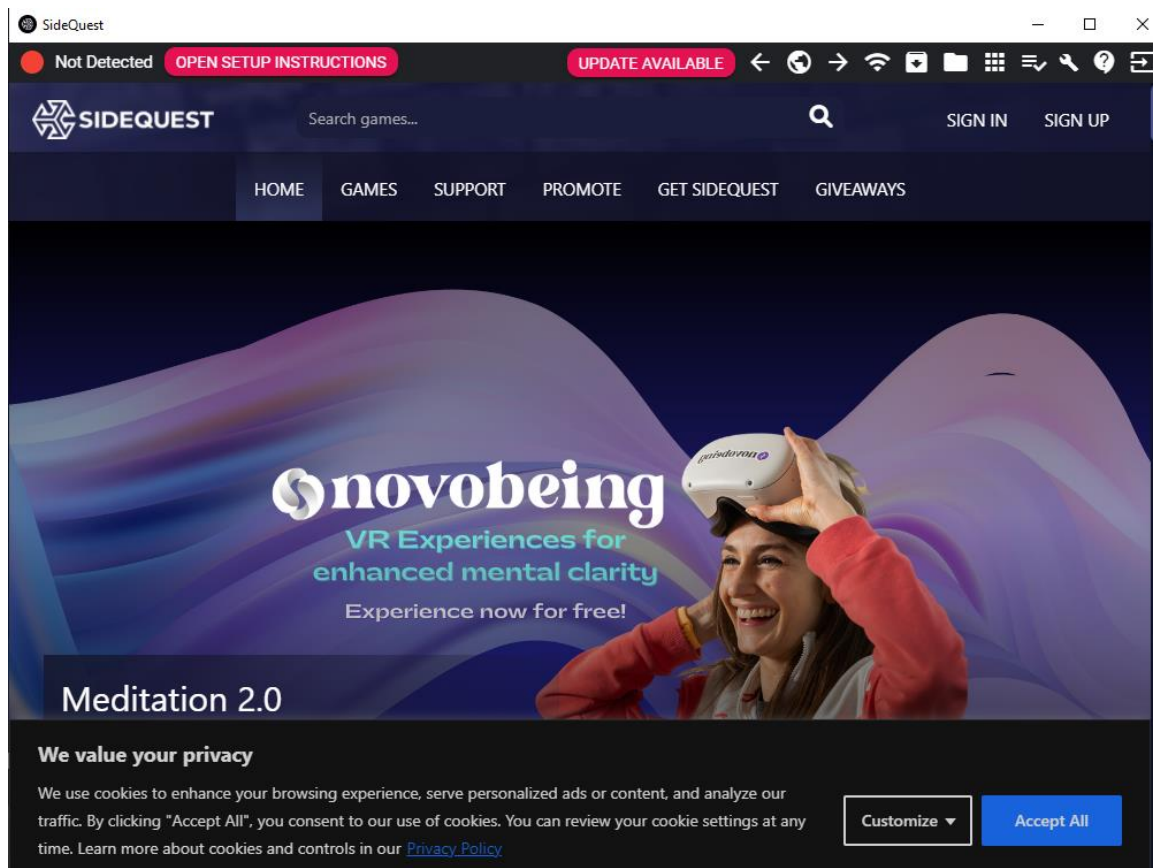 SideQuest
Not Detected OPEN SETUP INSTRUCTIONS UPDATE AVAILABLE
SIDEQUEST Search games... SIGN IN SIGN UP
HOME GAMES SUPPORT PROMOTE GET SIDEQUEST GIVEAWAYS
novobeing
VR Experiences for
enhanced mental clarity
Experience now for free!
Meditation 2.0
We value your privacy
We use cookies to enhance your browsing experience, serve personalized ads or content, and analyze our
traffic. By clicking "Accept All", you consent to our use of cookies. You can review your cookie settings at any
time. Learn more about cookies and controls in our Privacy Policy
Customize
Accept All